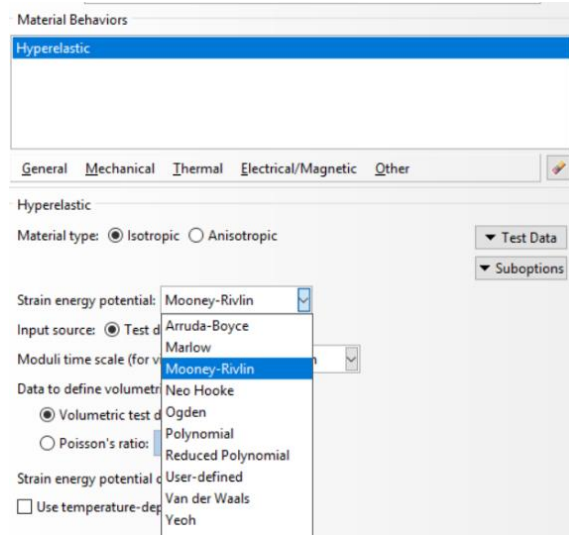 Material Behaviors
Hyperelastic
General Mechanical Thermal Electrical/Magnetic Other
Hyperelastic
Material type: Isotropic Anisotropic
Test Data
Suboptions
Strain energy potential: Mooney-Rivlin
Input source: Test d
Arruda-Boyce
Moduli time scale (for v
n
Marlow
Mooney-Rivlin
Data to define volumetri
Neo Hooke
Volumetric test d
Ogden
Poisson's ratio:
Polynomial
Reduced Polynomial
Strain energy potential o
User-defined
Use temperature-dep
Van der Waals
Yeoh